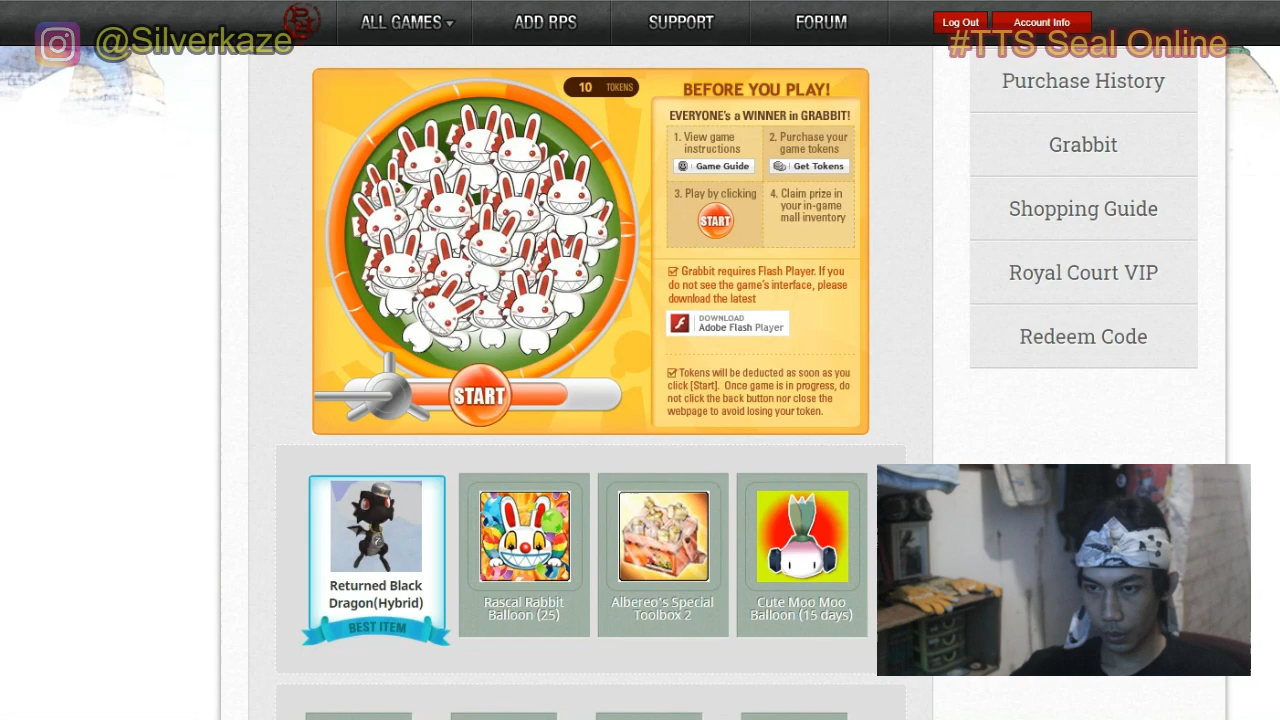 ALL GAMES
ADD RPS
SUPPORT
FORUM
Log Out
Account Info
@Silverkaze
#TTS Seal Online
Purchase History
Grabbit
Shopping Guide
Royal Court VIP
Redeem Code
10 TOKENS
START
BEFORE YOU PLAY!
EVERYONE's a WINNER in GRABBIT!
1. View game
instructions
Game Guide
2. Purchase your
game tokens
Get Tokens
3. Play by clicking
START
4. Claim prize in
your in-game
mall inventory
Grabbit requires Flash Player. If you
do not see the game's interface, please
download the latest
DOWNLOAD
Adobe Flash Player
Tokens will be deducted as soon as you
click [Start]. Once game is in progress, do
not click the back button nor close the
webpage to avoid losing your token.
Returned Black
Dragon(Hybrid)
BEST ITEM
Rascal Rabbit
Balloon (25)
Albereo's Special
Toolbox 2
Cute Moo Moo
Balloon (15 days)